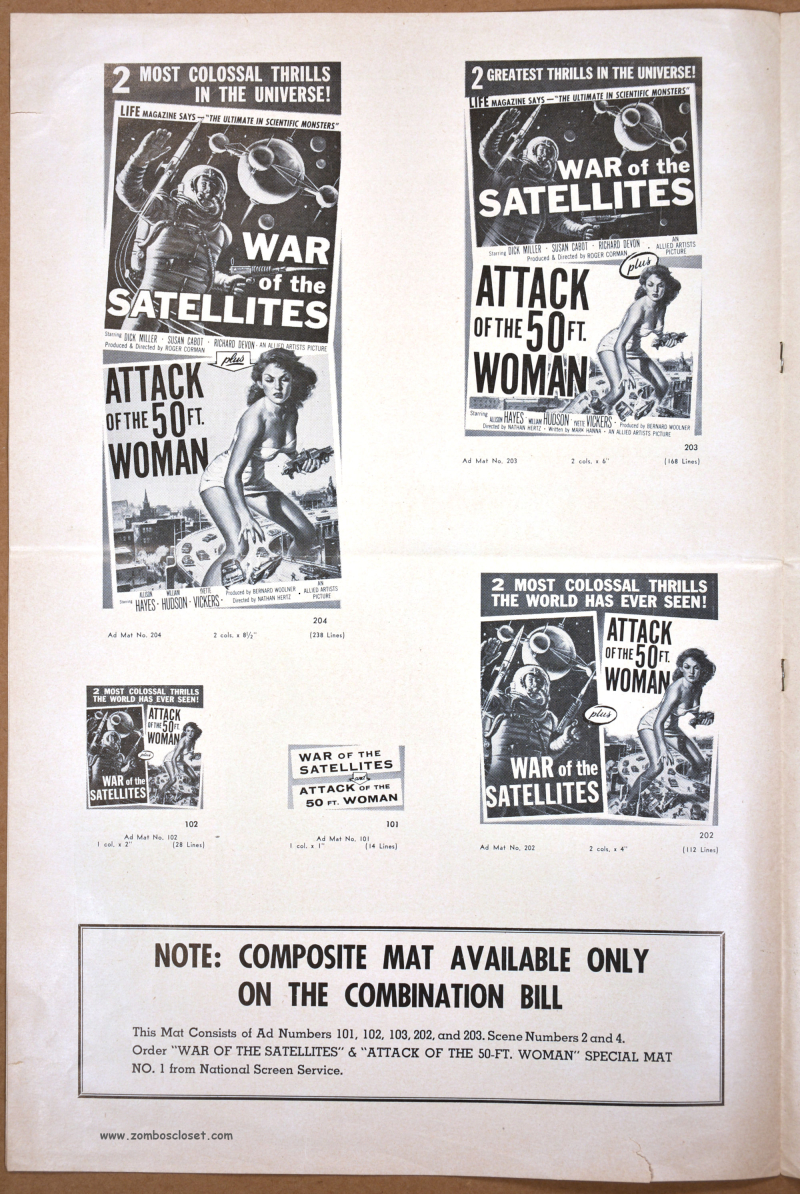 2 MOST COLOSSAL THRILLS
IN THE UNIVERSE!
LIFE MAGAZINE SAYS—"THE ULTIMATE IN SCIENTIFIC MONSTERS"
WAR
of the
SATELLITES
Starring DICK MILLER · SUSAN CABOT · RICHARD DEVON · AN ALLIED ARTISTS PICTURE
Produced & Directed by ROGER CORMAN
plus
ATTACK
OF THE 50 FT.
WOMAN
Starring ALLISON HAYES · WILLIAM HUDSON · YVETTE VICKERS · Produced by BERNARD WOOLNER
Directed by NATHAN HERTZ · AN ALLIED ARTISTS PICTURE
204
Ad Mat No. 204 2 cols. x 8½" (238 Lines)
2 GREATEST THRILLS IN THE UNIVERSE!
LIFE MAGAZINE SAYS—"THE ULTIMATE IN SCIENTIFIC MONSTERS"
WAR of the
SATELLITES
Starring DICK MILLER · SUSAN CABOT · RICHARD DEVON · AN ALLIED ARTISTS PICTURE
Produced & Directed by ROGER CORMAN
plus
ATTACK
OF THE 50 FT.
WOMAN
Starring ALLISON HAYES · WILLIAM HUDSON · YVETTE VICKERS · Produced by BERNARD WOOLNER
Directed by NATHAN HERTZ · Written by MARK HANNA · AN ALLIED ARTISTS PICTURE
203
Ad Mat No. 203 2 cols. x 6" (168 Lines)
2 MOST COLOSSAL THRILLS
THE WORLD HAS EVER SEEN!
WAR of the
SATELLITES
plus
ATTACK
OF THE 50 FT.
WOMAN
202
Ad Mat No. 202 2 cols. x 4" (112 Lines)
2 MOST COLOSSAL THRILLS
THE WORLD HAS EVER SEEN!
WAR of the
SATELLITES
plus
ATTACK
OF THE 50 FT.
WOMAN
102
Ad Mat No. 102
1 col. x 2" (28 Lines)
WAR OF THE
SATELLITES
and
ATTACK OF THE
50 FT. WOMAN
101
Ad Mat No. 101
1 col. x 1" (14 Lines)
NOTE: COMPOSITE MAT AVAILABLE ONLY
ON THE COMBINATION BILL
This Mat Consists of Ad Numbers 101, 102, 103, 202, and 203. Scene Numbers 2 and 4.
Order "WAR OF THE SATELLITES" & "ATTACK OF THE 50-FT. WOMAN" SPECIAL MAT
NO. 1 from National Screen Service.
www.zomboscloset.com